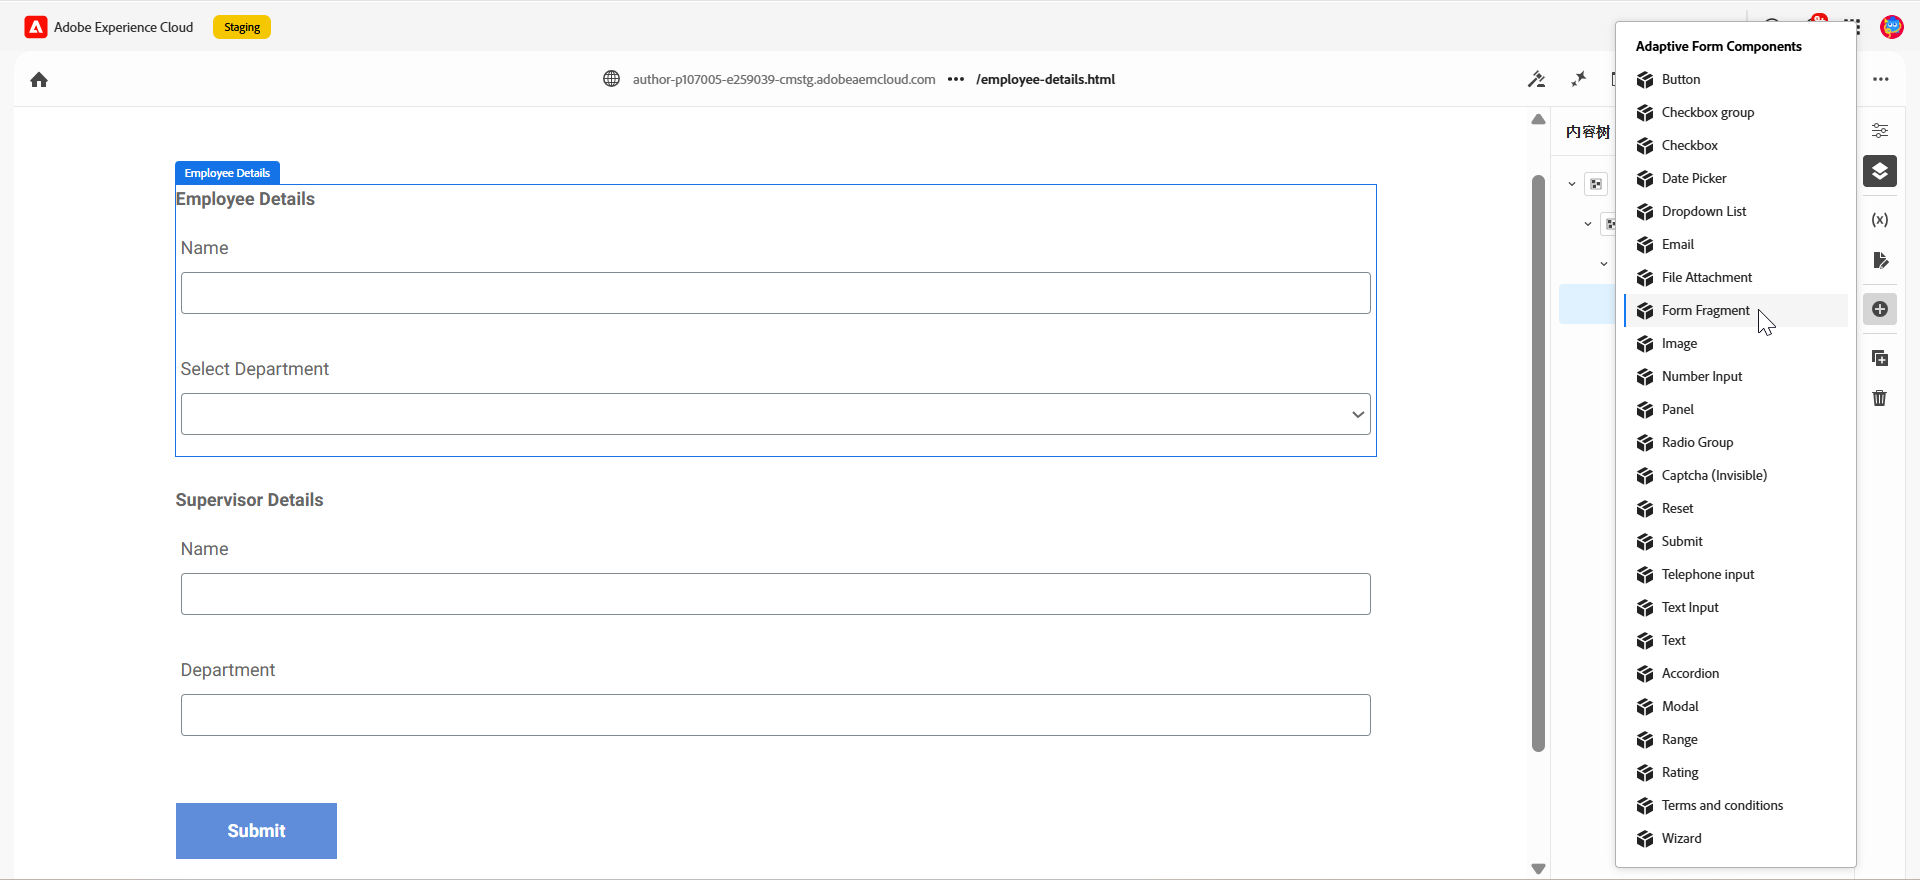 Adobe Experience Cloud
Staging
author-p107005-e259039-cmstg.adobeaemcloud.com ••• /employee-details.html
Employee Details
Employee Details
Name
Select Department
Supervisor Details
Name
Department
Submit
内容树
Adaptive Form Components
Button
Checkbox group
Checkbox
Date Picker
Dropdown List
Email
File Attachment
Form Fragment
Image
Number Input
Panel
Radio Group
Captcha (Invisible)
Reset
Submit
Telephone input
Text Input
Text
Accordion
Modal
Range
Rating
Terms and conditions
Wizard
(x)